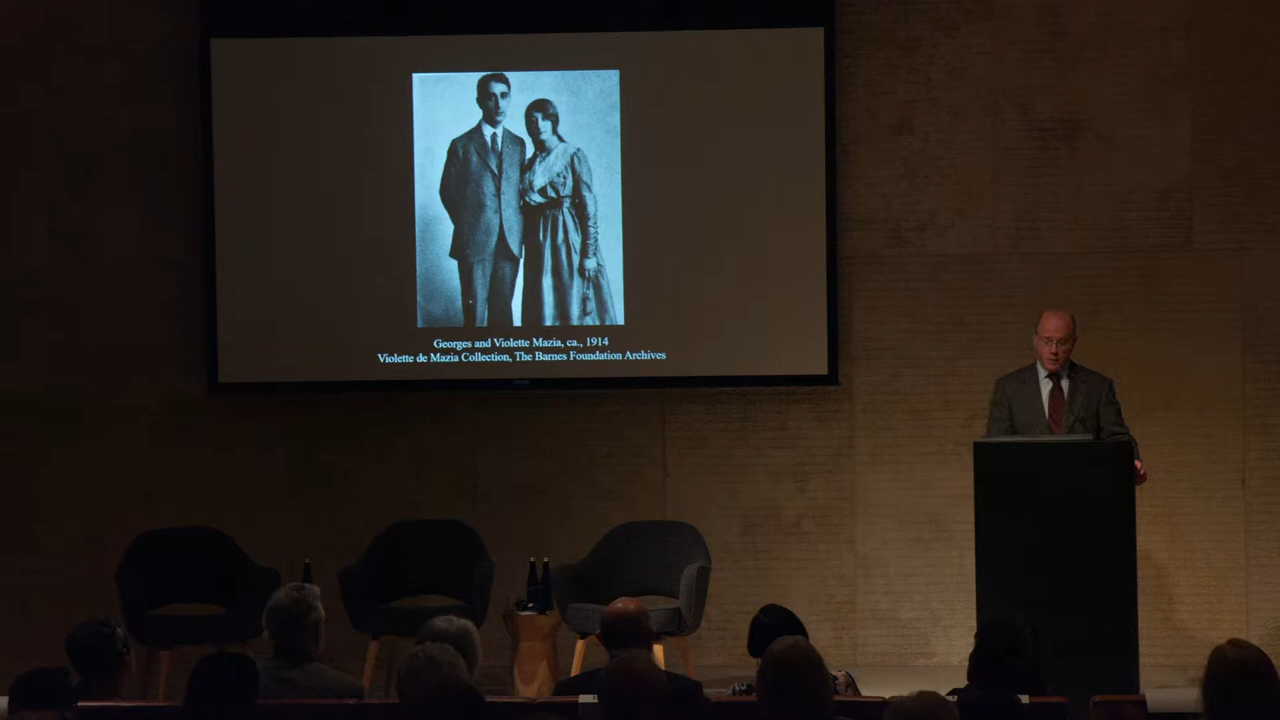 Georges and Violette Mazia, ca., 1914
Violette de Mazia Collection, The Barnes Foundation Archives